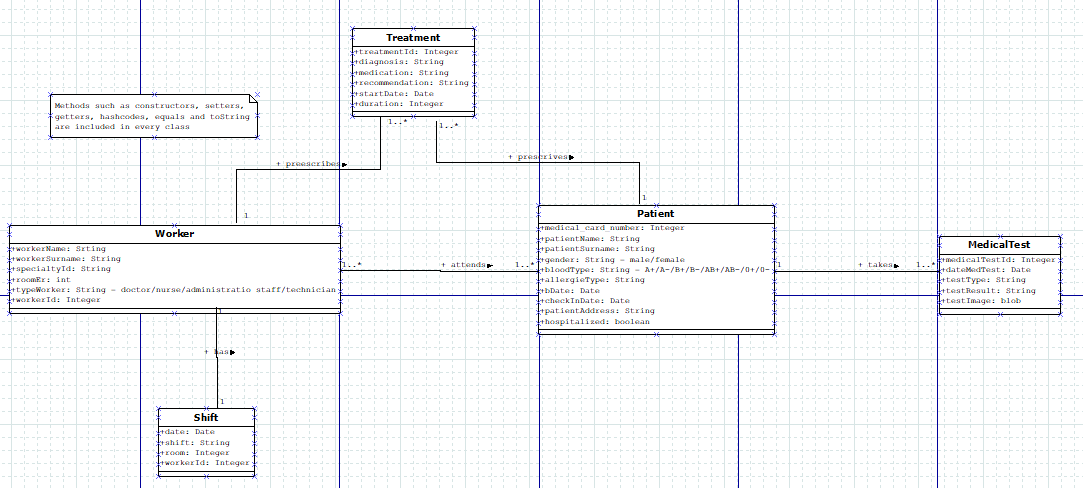 Treatment
+treatmentId: Integer
+diagnosis: String
+medication: String
+recommendation: String
+startDate: Date
+duration: Integer
Methods such as constructors, setters,
getters, hashcodes, equals and toString
are included in every class
1..*
1..*
+ preescribes
+ prescrives
1
1
Worker
+workerName: Srting
+workerSurname: String
+specialtyId: String
+roomEr: int
+typeWorker: String - doctor/nurse/administratio staff/technician
+workerId: Integer
1..*
+ attends
1..*
Patient
+medical_card_number: Integer
+patientName: String
+patientSurname: String
+gender: String - male/female
+bloodType: String - A+/A-/B+/B-/AB+/AB-/O+/O-
+allergieType: String
+bDate: Date
+checkInDate: Date
+patientAddress: String
+hospitalized: boolean
1
+ takes
1..*
MedicalTest
+medicalTestId: Integer
+dateMedTest: Date
+testType: String
+testResult: String
+testImage: blob
1
+ has
1
Shift
+date: Date
+shift: String
+room: Integer
+workerId: Integer